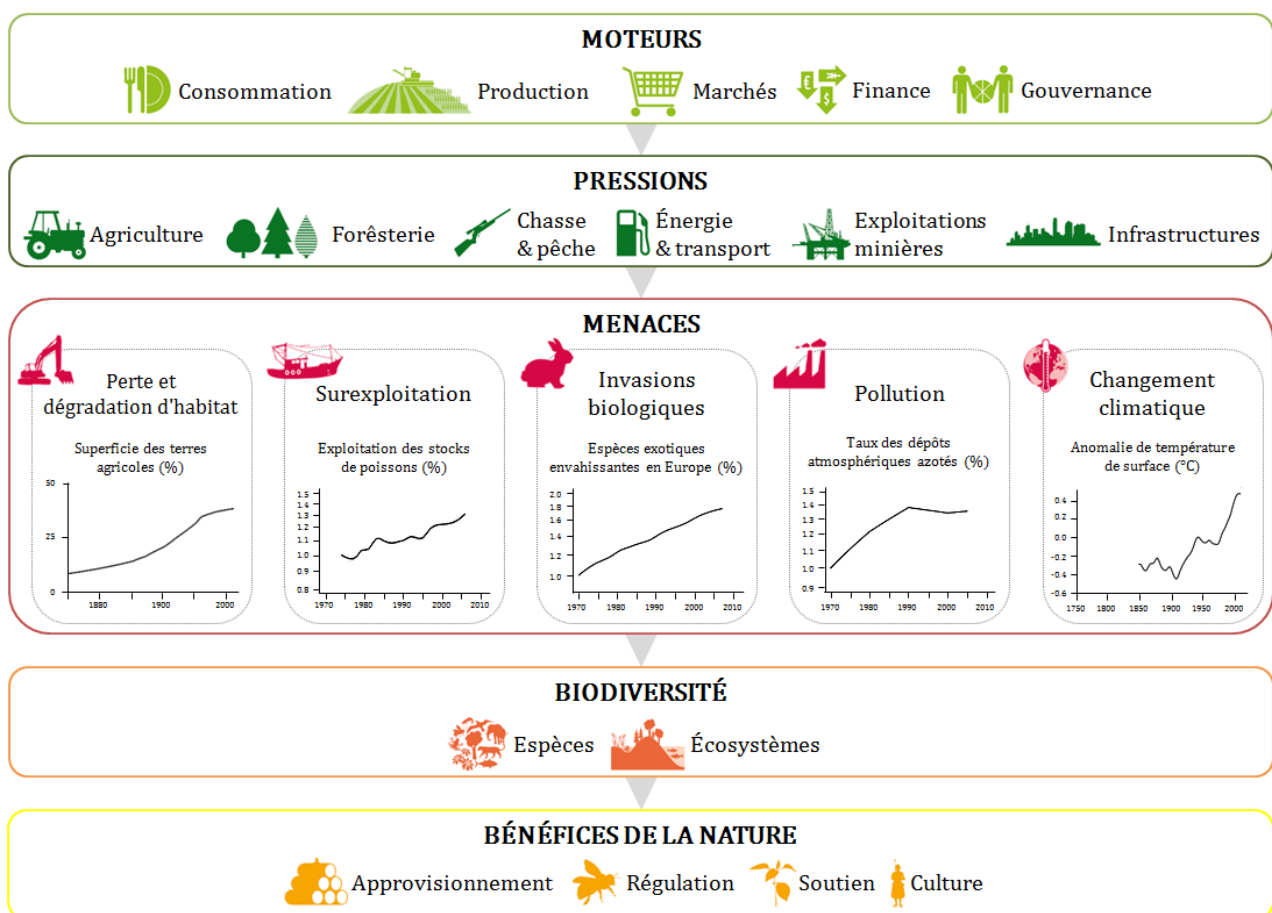 MOTEURS
Consommation
Production
Marchés
£
$
Finance
Gouvernance
PRESSIONS
Agriculture
Forêsterie
Chasse
& pêche
Énergie
& transport
Exploitations
minières
Infrastructures
MENACES
Perte et
dégradation d'habitat
Superficie des terres
agricoles (%)
50
25
0
1880
1900
2000
Surexploitation
Exploitation des stocks
de poissons (%)
1.5
1.4
1.3
1.2
1.1
1.0
0.9
0.8
1970
1980
1990
2000
2010
Invasions
biologiques
Espèces exotiques
envahissantes en Europe (%)
2.0
1.8
1.6
1.2
1.0
1970
1980
1990
2000
2010
Pollution
Taux des dépôts
atmosphériques azotés (%)
1.5
1.4
1.3
1.2
1.1
1.0
0.9
1970
1980
1990
2000
2010
Changement
climatique
Anomalie de température
de surface (°C)
0.4
0.2
0.0
-0.2
-0.4
-0.6
1750
1800
1850
1900
1950
2000
BIODIVERSITÉ
Espèces
Écosystèmes
BÉNÉFICES DE LA NATURE
Approvisionnement
Régulation
Soutien
Culture